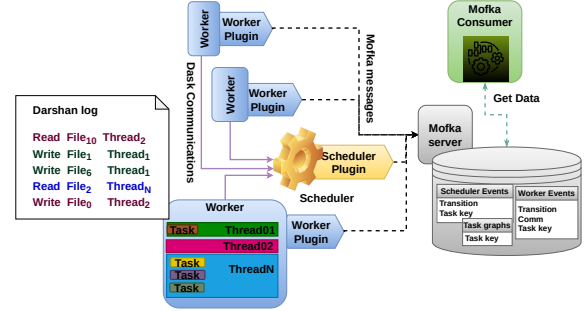 Worker
Worker
Plugin
Mofka
Consumer
Dask Communications
Mofka messages
Worker
Worker
Plugin
Get Data
Darshan log
Read File10 Thread2
Write File1 Thread1
Write File6 Thread1
Read File2 ThreadN
Write File0 Thread2
Mofka
server
Scheduler
Plugin
Scheduler
Worker
Task Thread01
Thread02
Task ThreadN
Task
Task
Worker
Plugin
Scheduler Events
Transition
Task key
Task graphs
Task key
Worker Events
Transition
Comm
Task key